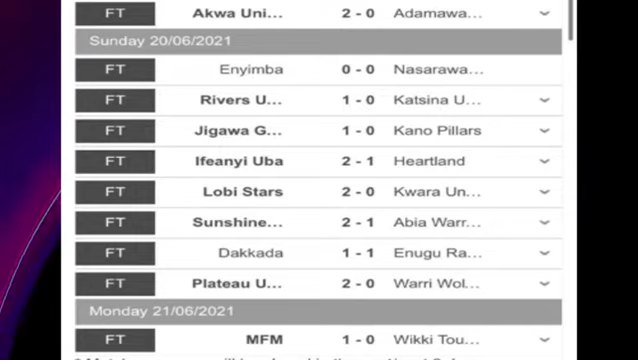 FT Akwa Uni... 2 - 0 Adamawa...
Sunday 20/06/2021
FT Enyimba 0 - 0 Nasarawa...
FT Rivers U... 1 - 0 Katsina U...
FT Jigawa G... 1 - 0 Kano Pillars
FT Ifeanyi Uba 2 - 1 Heartland
FT Lobi Stars 2 - 0 Kwara Un...
FT Sunshine... 2 - 1 Abia Warr...
FT Dakkada 1 - 1 Enugu Ra...
FT Plateau U... 2 - 0 Warri Wol...
Monday 21/06/2021
FT MFM 1 - 0 Wikki Tou...